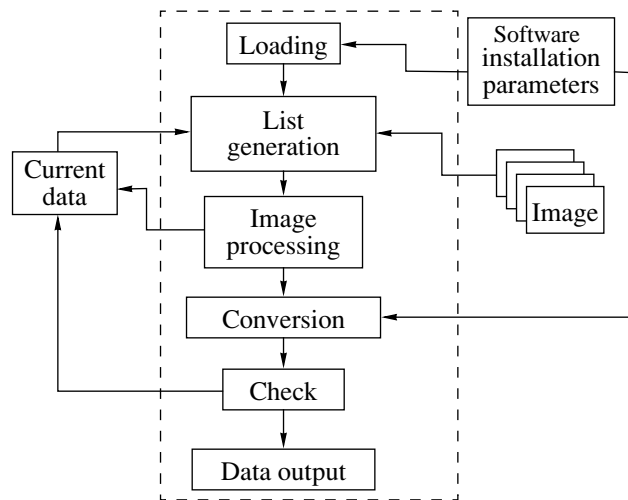 Loading
Software
installation
parameters
List
generation
Current
data
Image
processing
Image
Conversion
Check
Data output